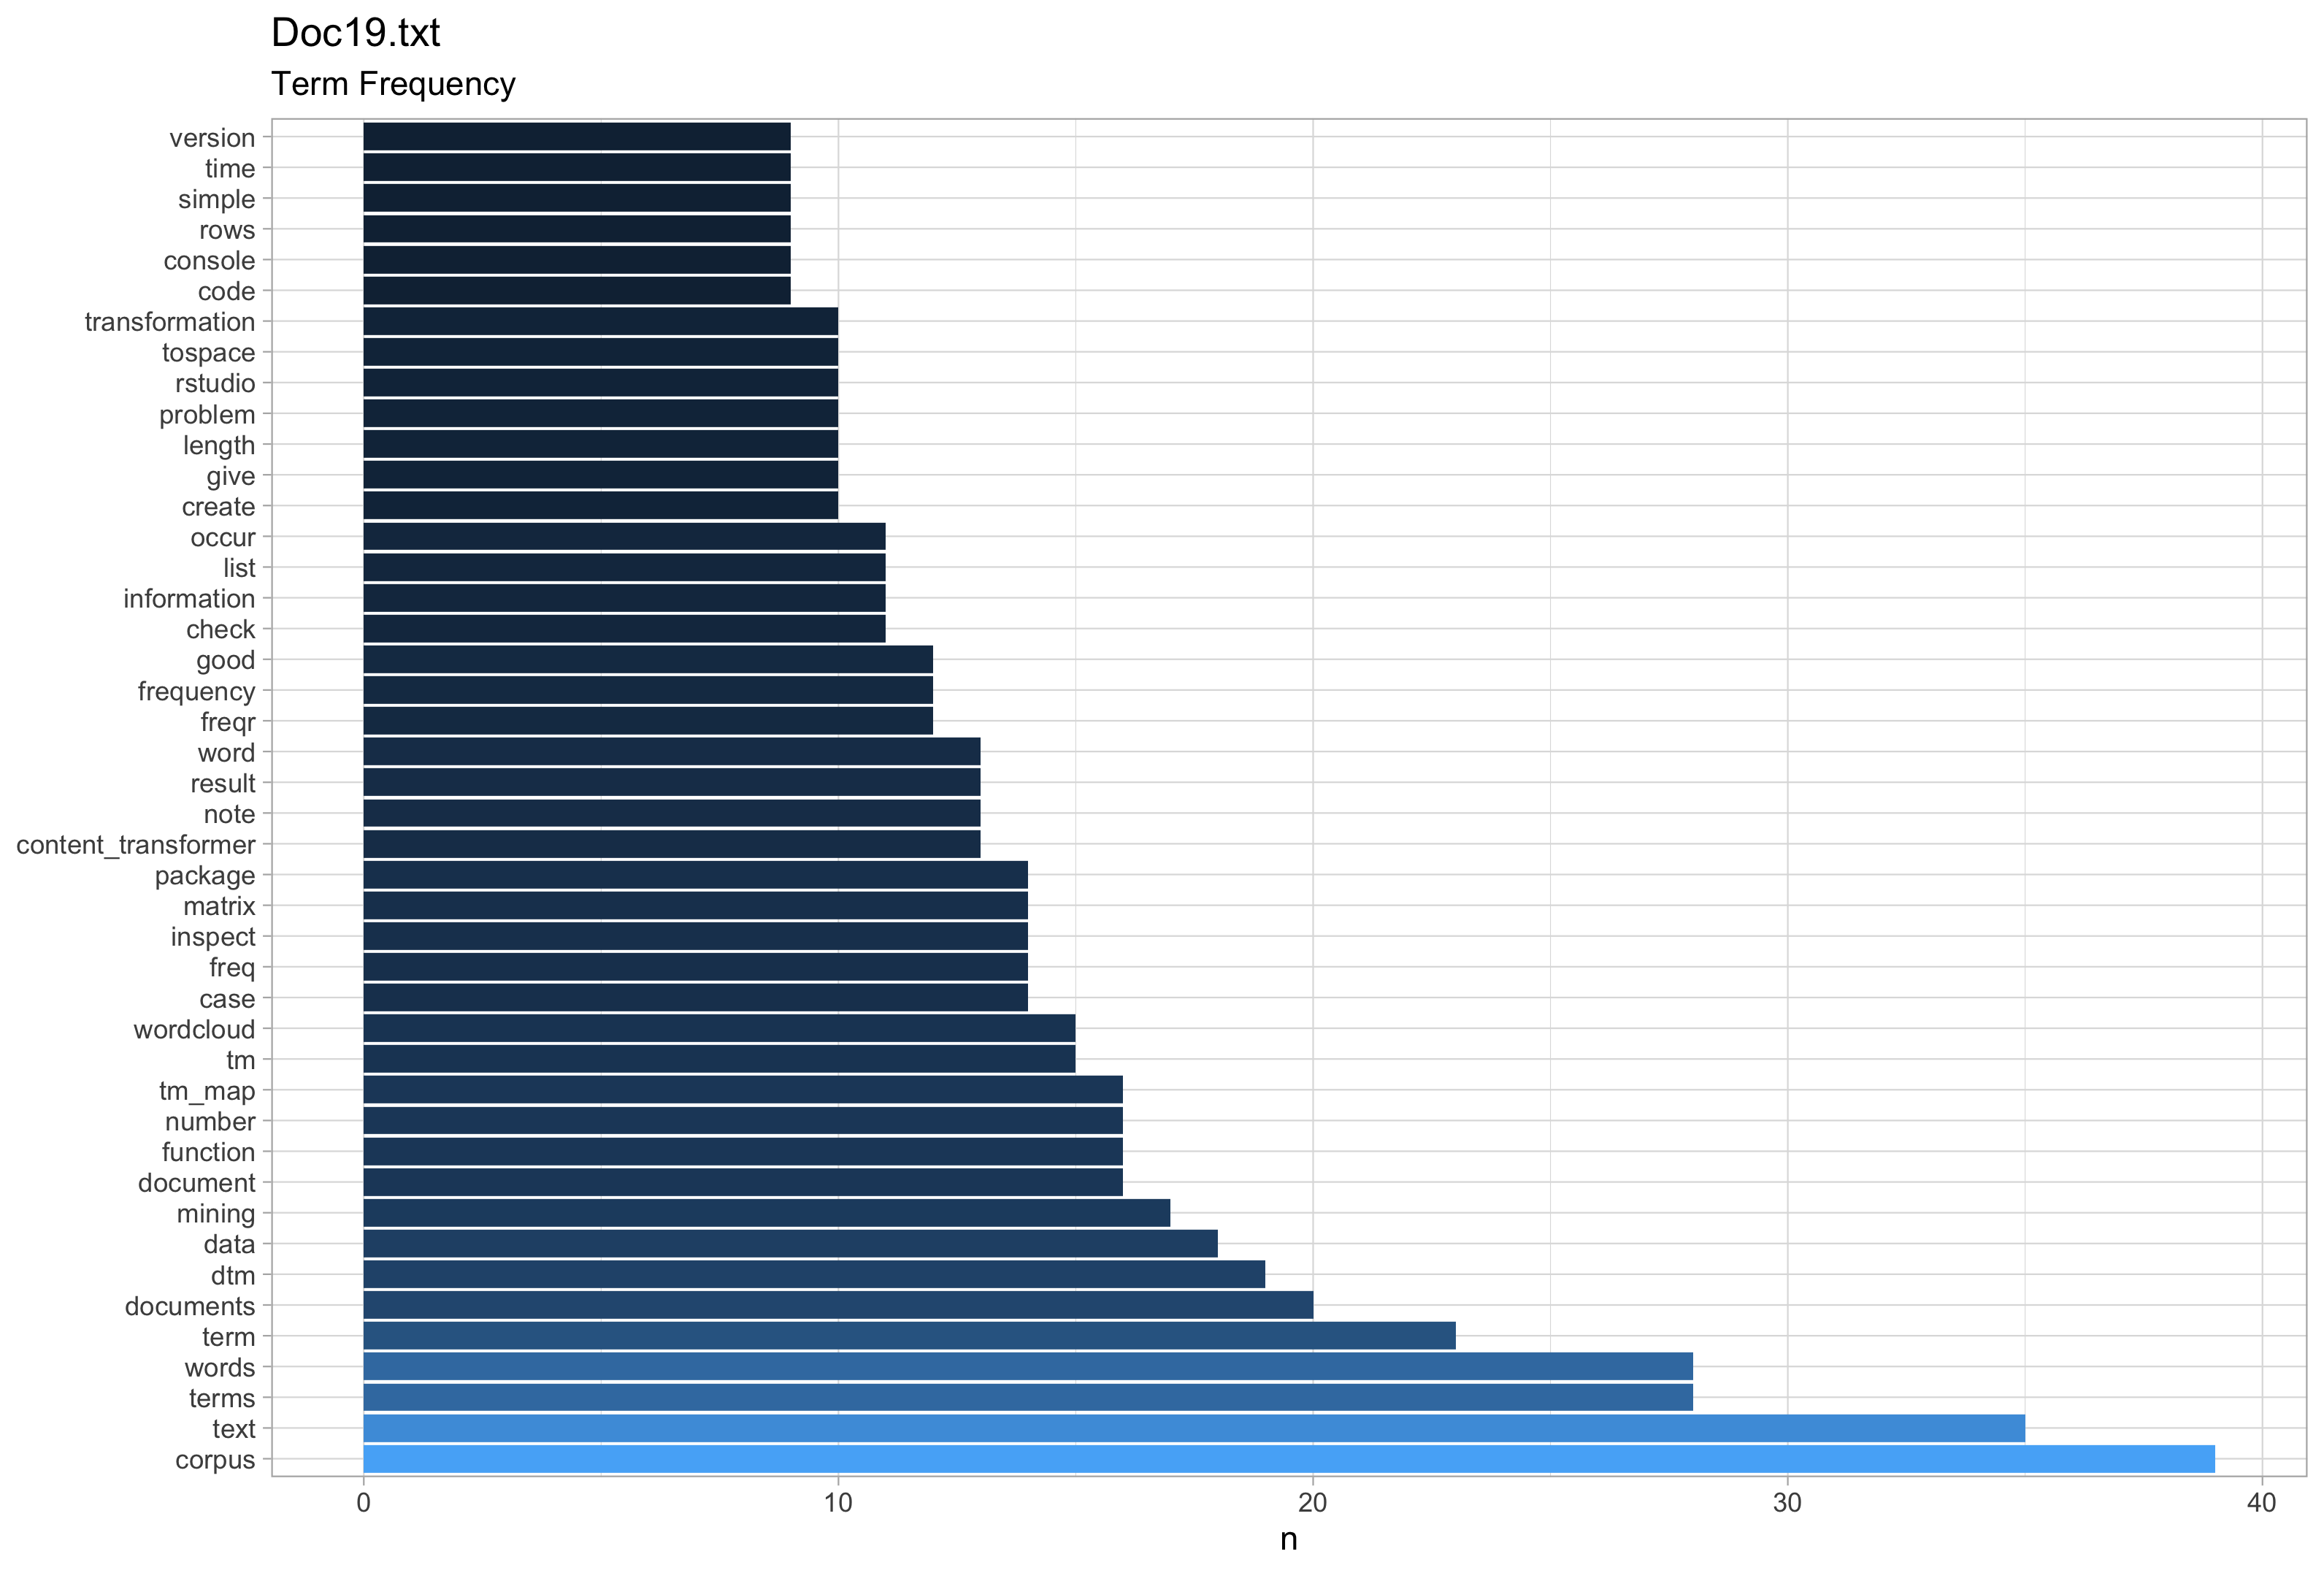 Doc19.txt
Term Frequency
version
time
simple
rows
console
code
transformation
tospace
rstudio
problem
length
give
create
occur
list
information
check
good
frequency
freqr
word
result
note
content_transformer
package
matrix
inspect
freq
case
wordcloud
tm
tm_map
number
function
document
mining
data
dtm
documents
term
words
terms
text
corpus
0 10 20 30 40
n